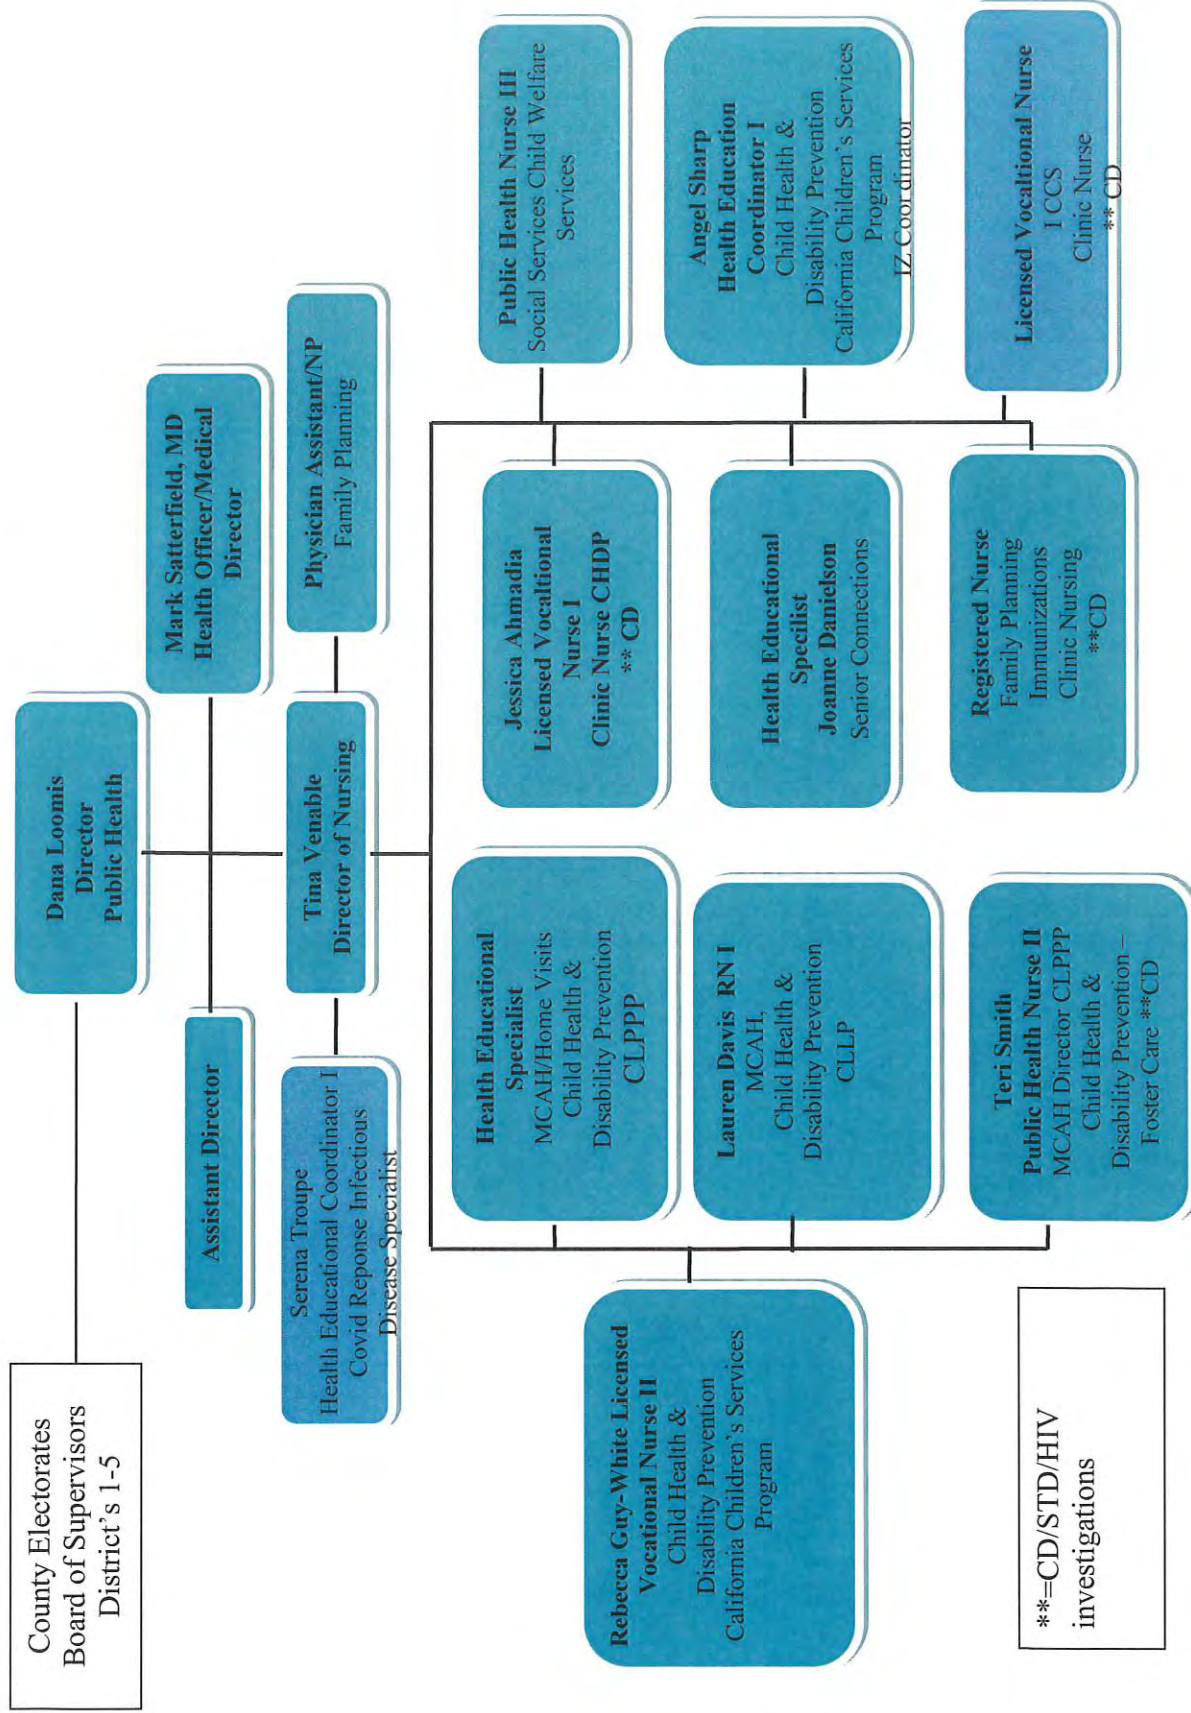 County Electorates
Board of Supervisors
District's 1-5
Dana Loomis
Director
Public Health
Assistant Director
Mark Satterfield, MD
Health Officer/Medical
Director
Serena Troupe
Health Educational Coordinator I
Covid Reponse Infectious
Disease Specialist
Tina Venable
Director of Nursing
Physician Assistant/NP
Family Planning
Rebecca Guy-White Licensed
Vocational Nurse II
Child Health &
Disability Prevention
California Children's Services
Program
Health Educational
Specialist
MCAH/Home Visits
Child Health &
Disability Prevention
CLPPP
Jessica Ahmadia
Licensed Vocaltional
Nurse I
Clinic Nurse CHDP
** CD
Public Health Nurse III
Social Services Child Welfare
Services
Lauren Davis RN I
MCAH,
Child Health &
Disability Prevention
CLLP
Health Educational
Specilist
Joanne Danielson
Senior Connections
Angel Sharp
Health Education
Coordinator I
Child Health &
Disability Prevention
California Children's Services
Program
IZ Coordinator
Teri Smith
Public Health Nurse II
MCAH Director CLPPP
Child Health &
Disability Prevention–
Foster Care **CD
Registered Nurse
Family Planning
Immunizations
Clinic Nursing
**CD
Licensed Vocaltional Nurse
I CCS
Clinic Nurse
** CD
**=CD/STD/HIV
investigations